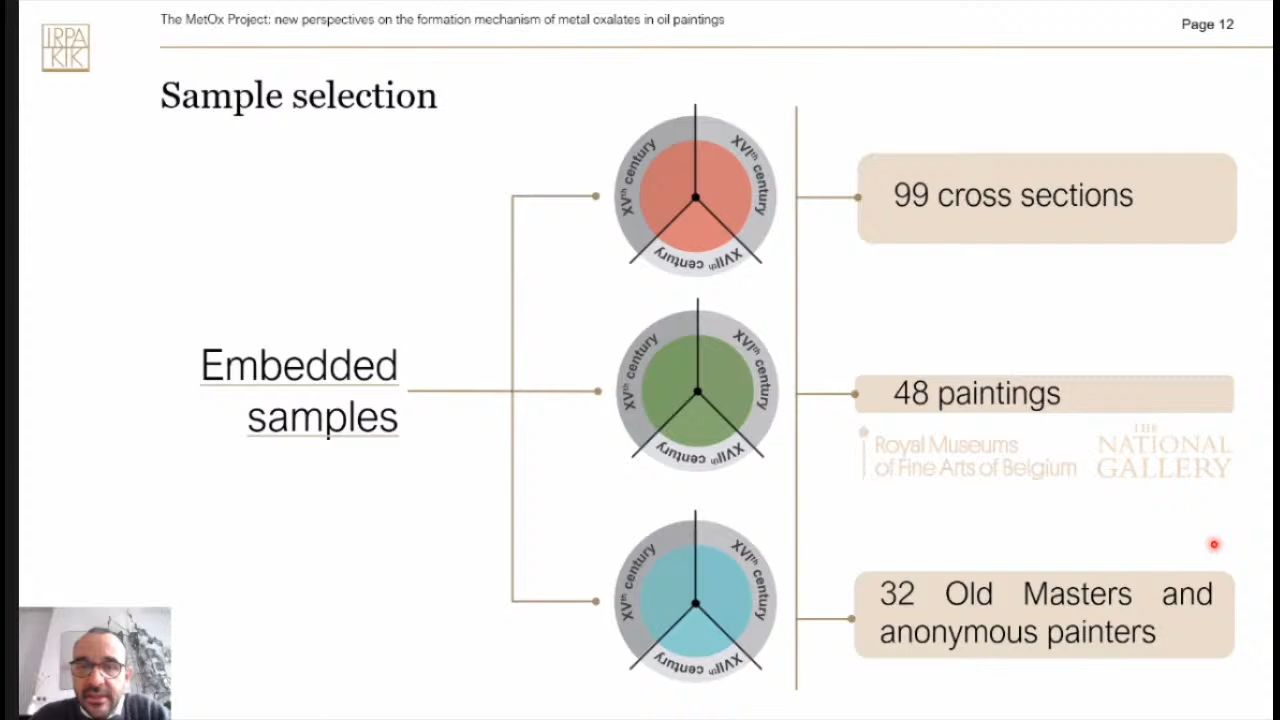 The MetOx Project: new perspectives on the formation mechanism of metal oxalates in oil paintings
Page 12
IRPA
KIK
Sample selection
XVth century
XVIth century
XVIIth century
99 cross sections
Embedded
samples
XVth century
XVIth century
XVIIth century
48 paintings
Royal Museums
of Fine Arts of Belgium
THE
NATIONAL
GALLERY
XVth century
XVIth century
XVIIth century
32 Old Masters and
anonymous painters